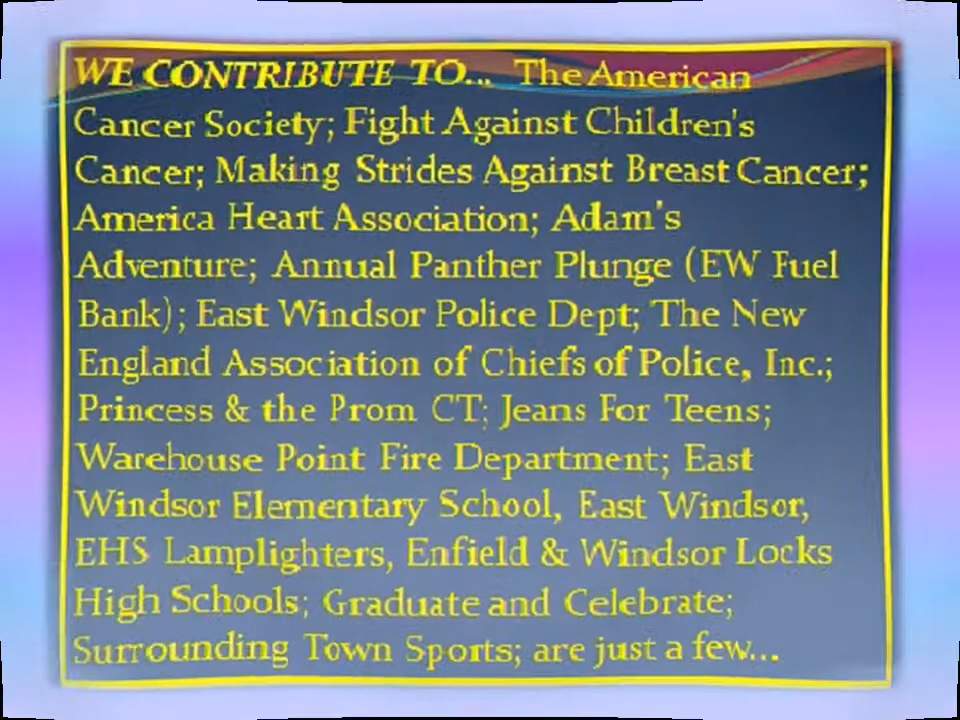 WE CONTRIBUTE TO... The American
Cancer Society; Fight Against Children's
Cancer; Making Strides Against Breast Cancer;
America Heart Association; Adam's
Adventure; Annual Panther Plunge (EW Fuel
Bank); East Windsor Police Dept; The New
England Association of Chiefs of Police, Inc.;
Princess & the Prom CT; Jeans For Teens;
Warehouse Point Fire Department; East
Windsor Elementary School, East Windsor,
EHS Lamplighters, Enfield & Windsor Locks
High Schools; Graduate and Celebrate;
Surrounding Town Sports; are just a few...